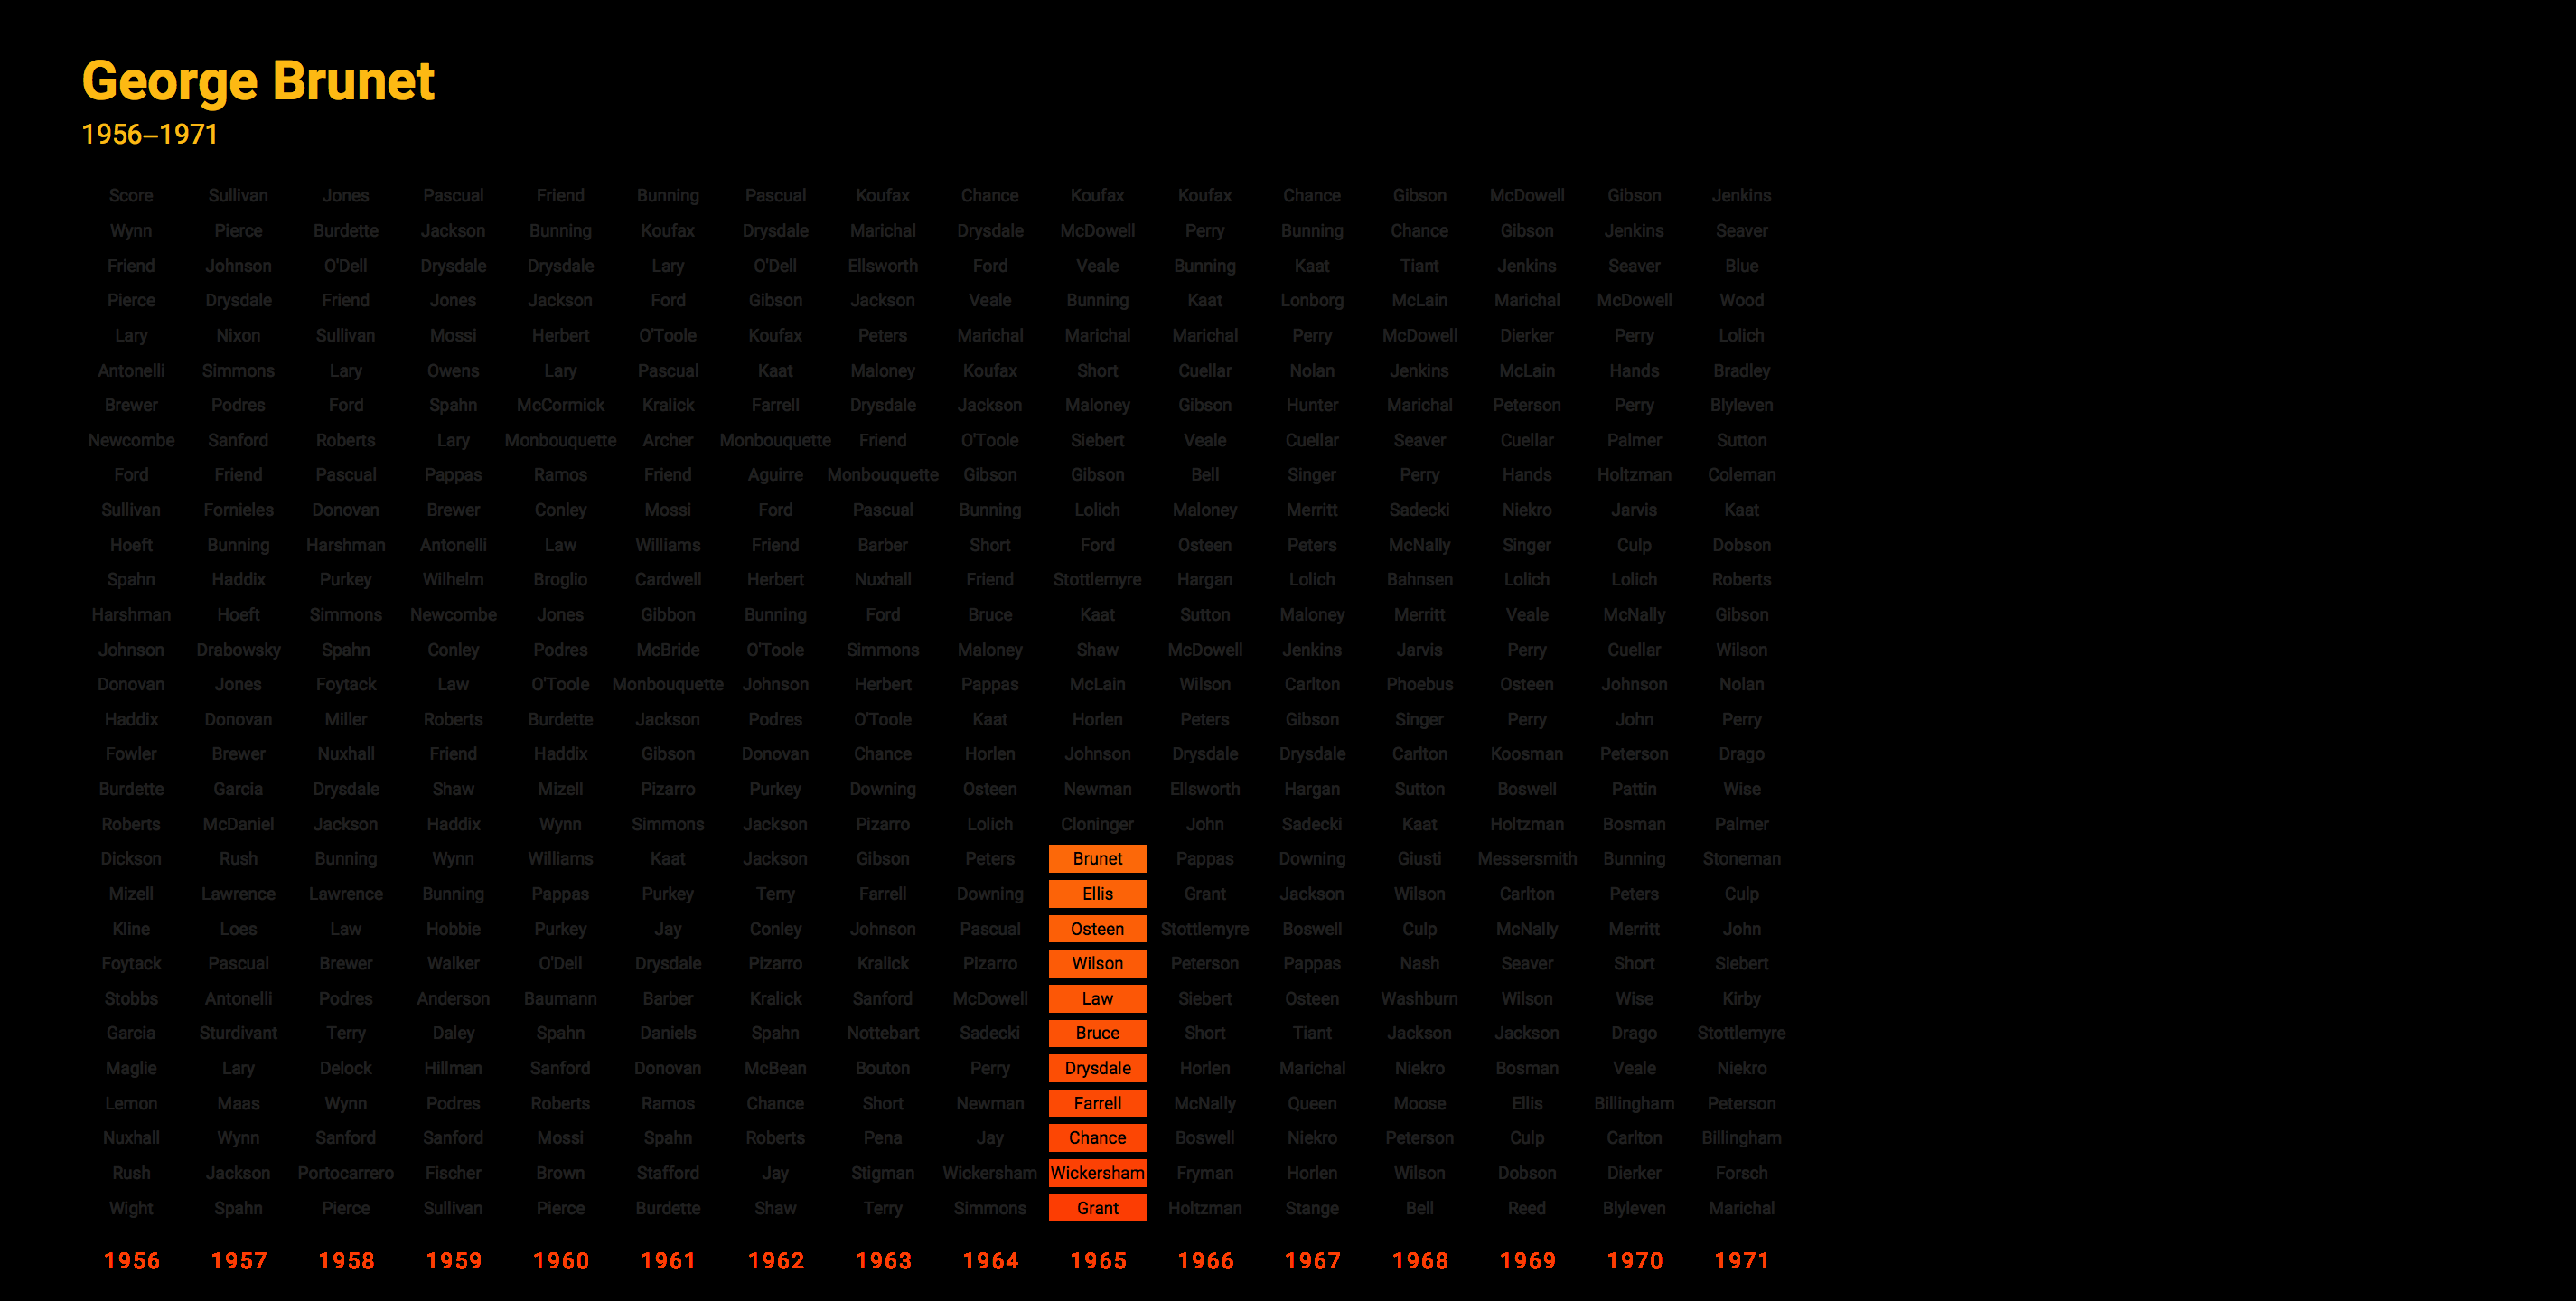 George Brunet
1956–1971
Score Sullivan Jones Pascual Friend Bunning Pascual Koufax Chance Koufax Koufax Chance Gibson McDowell Gibson Jenkins
Wynn Pierce Burdette Jackson Bunning Koufax Drysdale Marichal Drysdale McDowell Perry Bunning Chance Gibson Jenkins Seaver
Friend Johnson O'Dell Drysdale Drysdale Lary O'Dell Ellsworth Ford Veale Bunning Kaat Tiant Jenkins Seaver Blue
Pierce Drysdale Friend Jones Jackson Ford Gibson Jackson Veale Bunning Kaat Lonborg McLain Marichal McDowell Wood
Lary Nixon Sullivan Mossi Herbert O'Toole Koufax Peters Marichal Marichal Marichal Perry McDowell Dierker Perry Lolich
Antonelli Simmons Lary Owens Lary Pascual Kaat Maloney Koufax Short Cuellar Nolan Jenkins McLain Hands Bradley
Brewer Podres Ford Spahn McCormick Kralick Farrell Drysdale Jackson Maloney Gibson Hunter Marichal Peterson Perry Blyleven
Newcombe Sanford Roberts Lary Monbouquette Archer Monbouquette Friend O'Toole Siebert Veale Cuellar Seaver Cuellar Palmer Sutton
Ford Friend Pascual Pappas Ramos Friend Aguirre Monbouquette Gibson Gibson Bell Singer Perry Hands Holtzman Coleman
Sullivan Fornieles Donovan Brewer Conley Mossi Ford Pascual Bunning Lolich Maloney Merritt Sadecki Niekro Jarvis Kaat
Hoeft Bunning Harshman Antonelli Law Williams Friend Barber Short Ford Osteen Peters McNally Singer Culp Dobson
Spahn Haddix Purkey Wilhelm Broglio Cardwell Herbert Nuxhall Friend Stottlemyre Hargan Lolich Bahnsen Lolich Lolich Roberts
Harshman Hoeft Simmons Newcombe Jones Gibbon Bunning Ford Bruce Kaat Sutton Maloney Merritt Veale McNally Gibson
Johnson Drabowsky Spahn Conley Podres McBride O'Toole Simmons Maloney Shaw McDowell Jenkins Jarvis Perry Cuellar Wilson
Donovan Jones Foytack Law O'Toole Monbouquette Johnson Herbert Pappas McLain Wilson Carlton Phoebus Osteen Johnson Nolan
Haddix Donovan Miller Roberts Burdette Jackson Podres O'Toole Kaat Horlen Peters Gibson Singer Perry John Perry
Fowler Brewer Nuxhall Friend Haddix Gibson Donovan Chance Horlen Johnson Drysdale Drysdale Carlton Koosman Peterson Drago
Burdette Garcia Drysdale Shaw Mizell Pizarro Purkey Downing Osteen Newman Ellsworth Hargan Sutton Boswell Pattin Wise
Roberts McDaniel Jackson Haddix Wynn Simmons Jackson Pizarro Lolich Cloninger John Sadecki Kaat Holtzman Bosman Palmer
Dickson Rush Bunning Wynn Williams Kaat Jackson Gibson Peters Brunet Pappas Downing Giusti Messersmith Bunning Stoneman
Mizell Lawrence Lawrence Bunning Pappas Purkey Terry Farrell Downing Ellis Grant Jackson Wilson Carlton Peters Culp
Kline Loes Law Hobbie Purkey Jay Conley Johnson Pascual Osteen Stottlemyre Boswell Culp McNally Merritt John
Foytack Pascual Brewer Walker O'Dell Drysdale Pizarro Kralick Pizarro Wilson Peterson Pappas Nash Seaver Short Siebert
Stobbs Antonelli Podres Anderson Baumann Barber Kralick Sanford McDowell Law Siebert Osteen Washburn Wilson Wise Kirby
Garcia Sturdivant Terry Daley Spahn Daniels Spahn Nottebart Sadecki Bruce Short Tiant Jackson Jackson Drago Stottlemyre
Maglie Lary Delock Hillman Sanford Donovan McBean Bouton Perry Drysdale Horlen Marichal Niekro Bosman Veale Niekro
Lemon Maas Wynn Podres Roberts Ramos Chance Short Newman Farrell McNally Queen Moose Ellis Billingham Peterson
Nuxhall Wynn Sanford Sanford Mossi Spahn Roberts Pena Jay Chance Boswell Niekro Peterson Culp Carlton Billingham
Rush Jackson Portocarrero Fischer Brown Stafford Jay Stigman Wickersham Wickersham Fryman Horlen Wilson Dobson Dierker Forsch
Wight Spahn Pierce Sullivan Pierce Burdette Shaw Terry Simmons Grant Holtzman Stange Bell Reed Blyleven Marichal
1956 1957 1958 1959 1960 1961 1962 1963 1964 1965 1966 1967 1968 1969 1970 1971